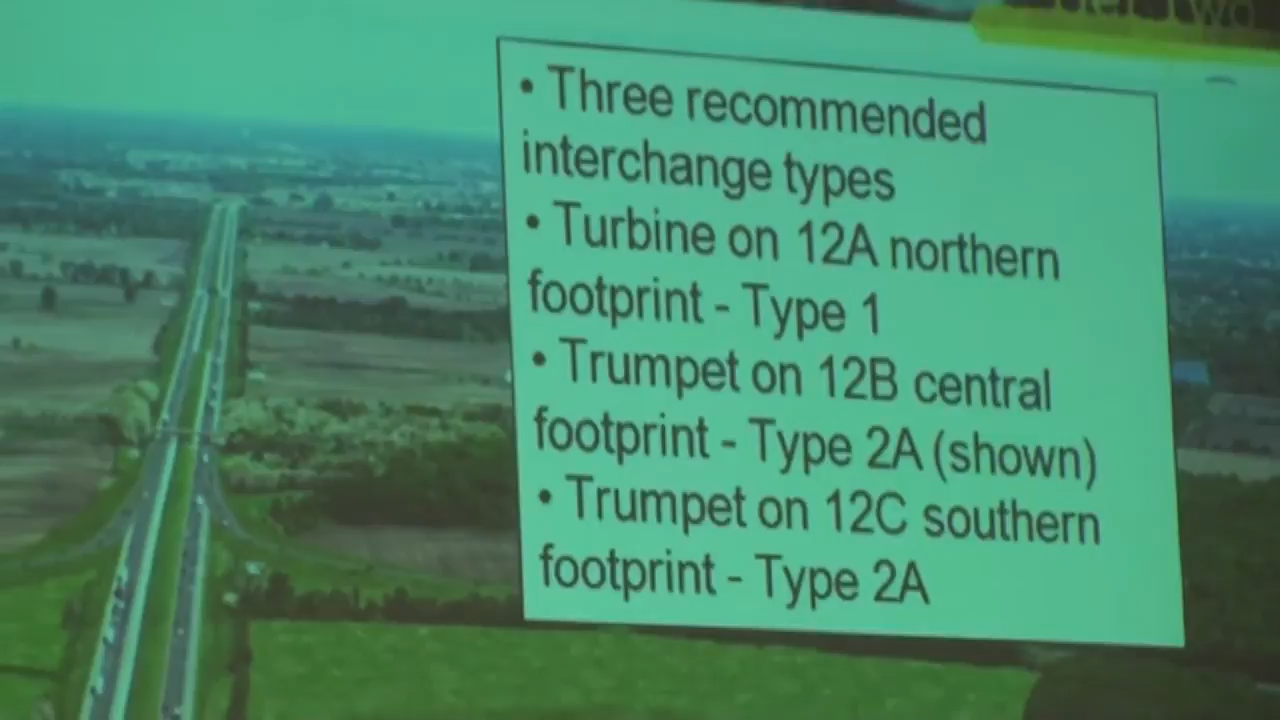 Two
• Three recommended
interchange types
• Turbine on 12A northern
footprint - Type 1
• Trumpet on 12B central
footprint - Type 2A (shown)
• Trumpet on 12C southern
footprint - Type 2A